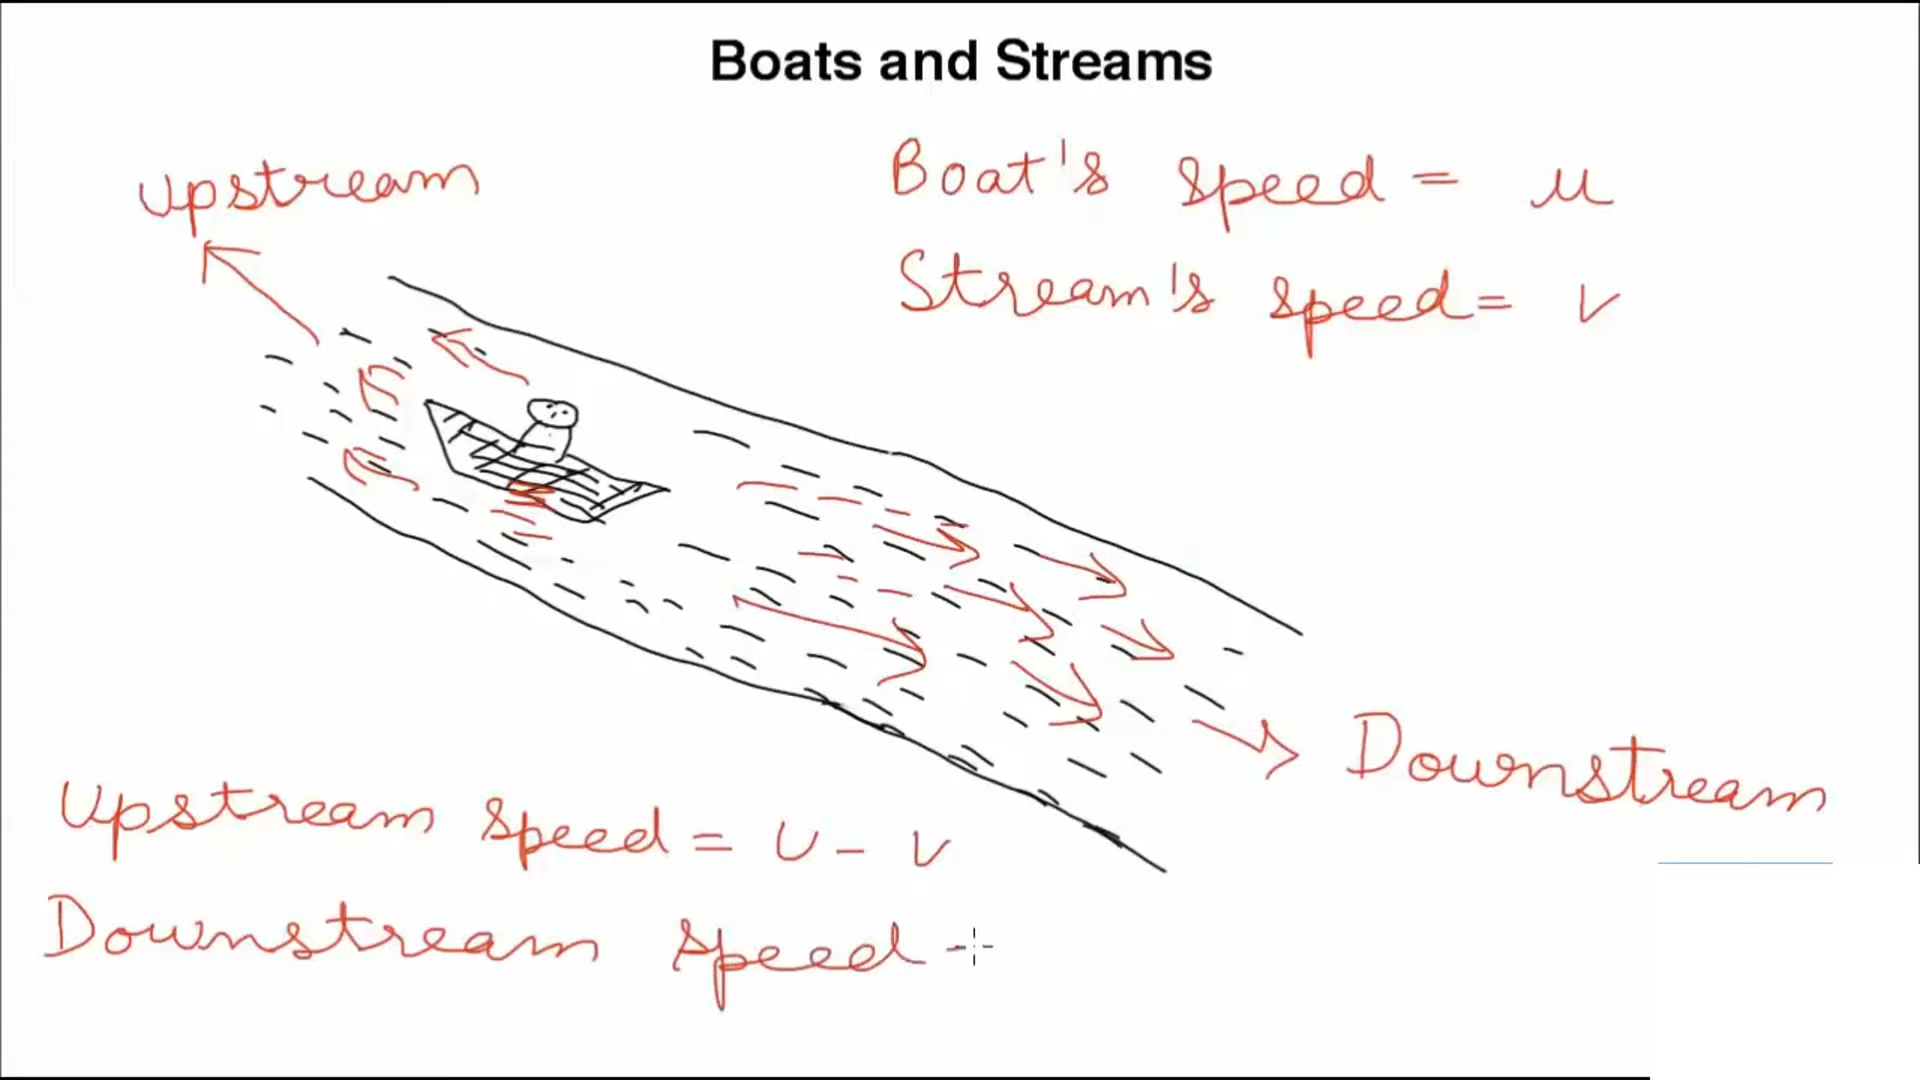 Boats and Streams
Upstream
Boat's speed = u
Stream's speed = v
Downstream
Upstream speed = u - v
Downstream speed -